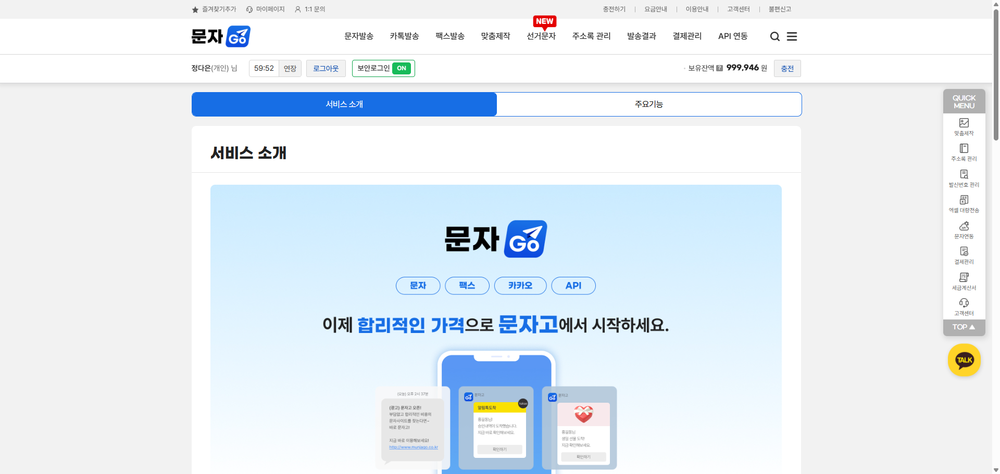 즐겨찾기추가 마이페이지 1:1 문의
충전하기 요금안내 이용안내 고객센터 불편신고
문자 Go
NEW
문자발송 카톡발송 팩스발송 맞춤제작 선거문자 주소록 관리 발송결과 결제관리 API 연동
정다은(개인) 님 59:52 연장 로그아웃 보안로그인 ON
보유잔액 ? 999,946 원 충전
서비스 소개 주요기능
서비스 소개
문자 Go
문자 팩스 카카오 API
이제 합리적인 가격으로 문자고에서 시작하세요.
(오늘) 오후 2시 37분
(광고) 문자고 오픈!
부담없고 합리적인 비용의
문자사이트를 찾는다면~
바로 문자고!
지금 바로 이용해보세요!
http://www.munjago.co.kr
Go 문자고
kakao
알림톡도착
홍길동님!
승인내역이 도착했습니다.
지금 바로 확인해보세요.
확인하기
Go 문자고
홍길동님
생일 선물 도착!
지금 확인해보세요.
확인하기
QUICK
MENU
맞춤제작
주소록 관리
발신번호 관리
엑셀 대량전송
API
문자연동
결제관리
세금계산서
고객센터
TOP ▲
TALK